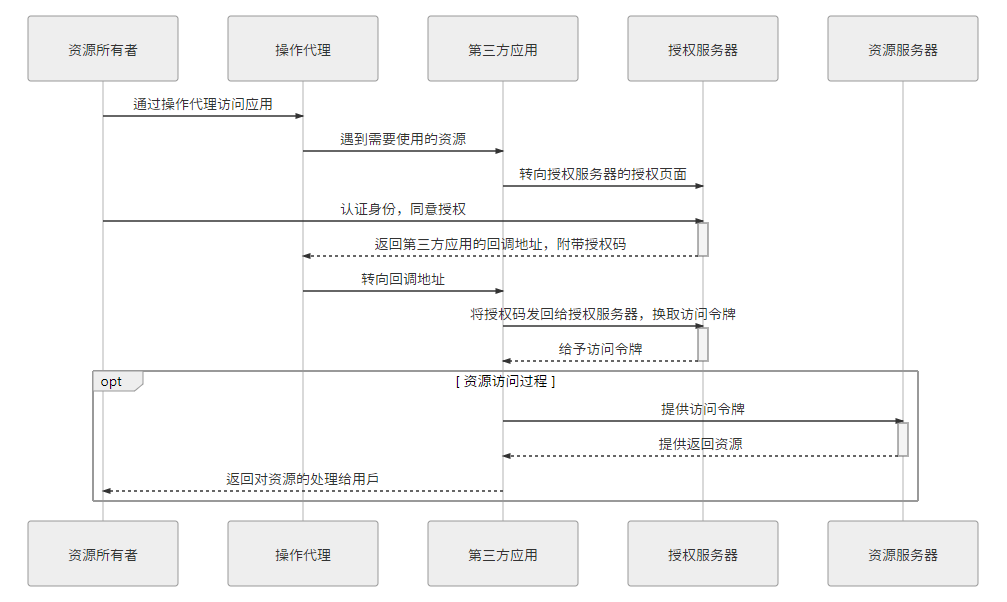 资源所有者
操作代理
第三方应用
授权服务器
资源服务器
通过操作代理访问应用
遇到需要使用的资源
转向授权服务器的授权页面
认证身份，同意授权
返回第三方应用的回调地址，附带授权码
转向回调地址
将授权码发回给授权服务器，换取访问令牌
给予访问令牌
opt
[ 资源访问过程 ]
提供访问令牌
提供返回资源
返回对资源的处理给用戶
资源所有者
操作代理
第三方应用
授权服务器
资源服务器